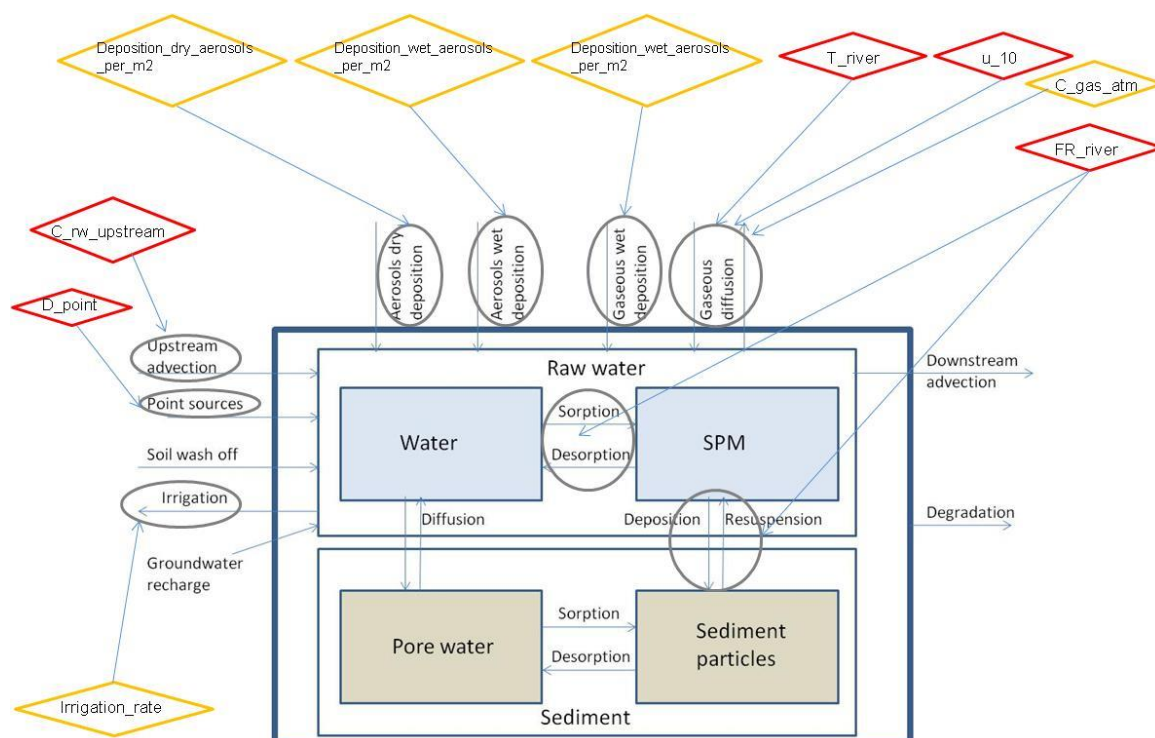 Deposition_dry_aerosols
_per_m2
Deposition_wet_aerosols
_per_m2
Deposition_wet_aerosols
_per_m2
T_river
u_10
C_gas_atm
FR_river
C_rw_upstream
D_point
Aerosols dry
deposition
Aerosols wet
deposition
Gaseous wet
deposition
Gaseous
diffusion
Upstream
advection
Point sources
Soil wash off
Irrigation
Groundwater
recharge
Irrigation_rate
Raw water
Water
Sorption
Desorption
SPM
Diffusion
Deposition
Resuspension
Downstream
advection
Degradation
Pore water
Sorption
Desorption
Sediment
particles
Sediment